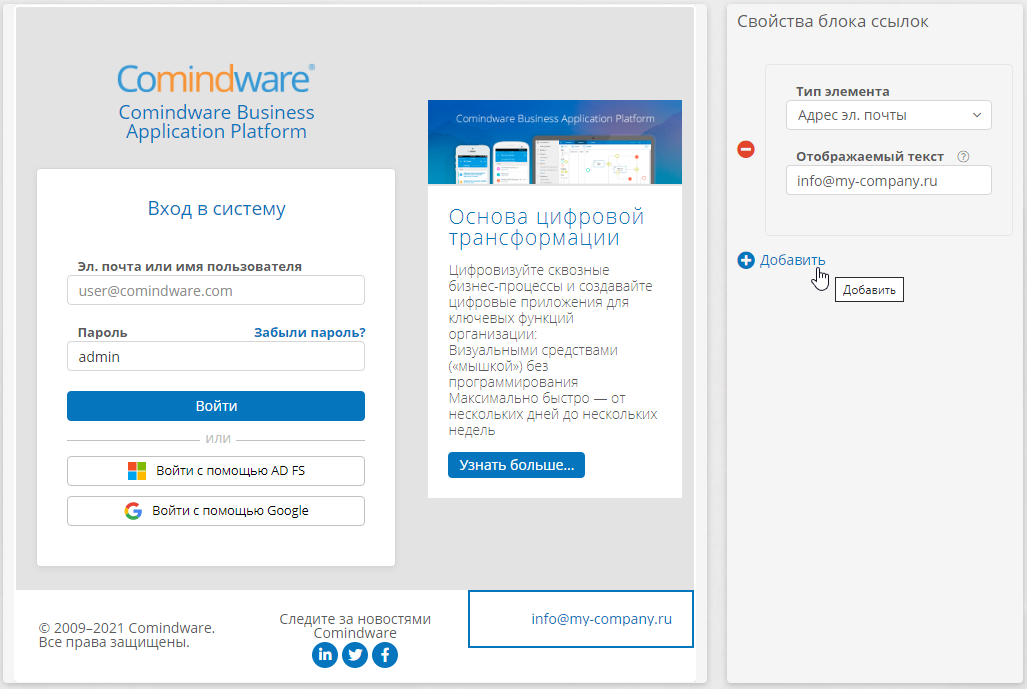 Comindware®
Comindware Business
Application Platform
Вход в систему
Эл. почта или имя пользователя
user@comindware.com
Пароль
Забыли пароль?
admin
Войти
или
Войти с помощью AD FS
Войти с помощью Google
Comindware Business Application Platform
Основа цифровой
трансформации
Цифровизуйте сквозные
бизнес-процессы и создавайте
цифровые приложения для
ключевых функций
организации:
Визуальными средствами
(«мышкой») без
программирования
Максимально быстро — от
нескольких дней до нескольких
недель
Узнать больше...
© 2009–2021 Comindware.
Все права защищены.
Следите за новостями
Comindware
in
f
info@my-company.ru
Свойства блока ссылок
Тип элемента
Адрес эл. почты
Отображаемый текст
?
info@my-company.ru
Добавить
Добавить